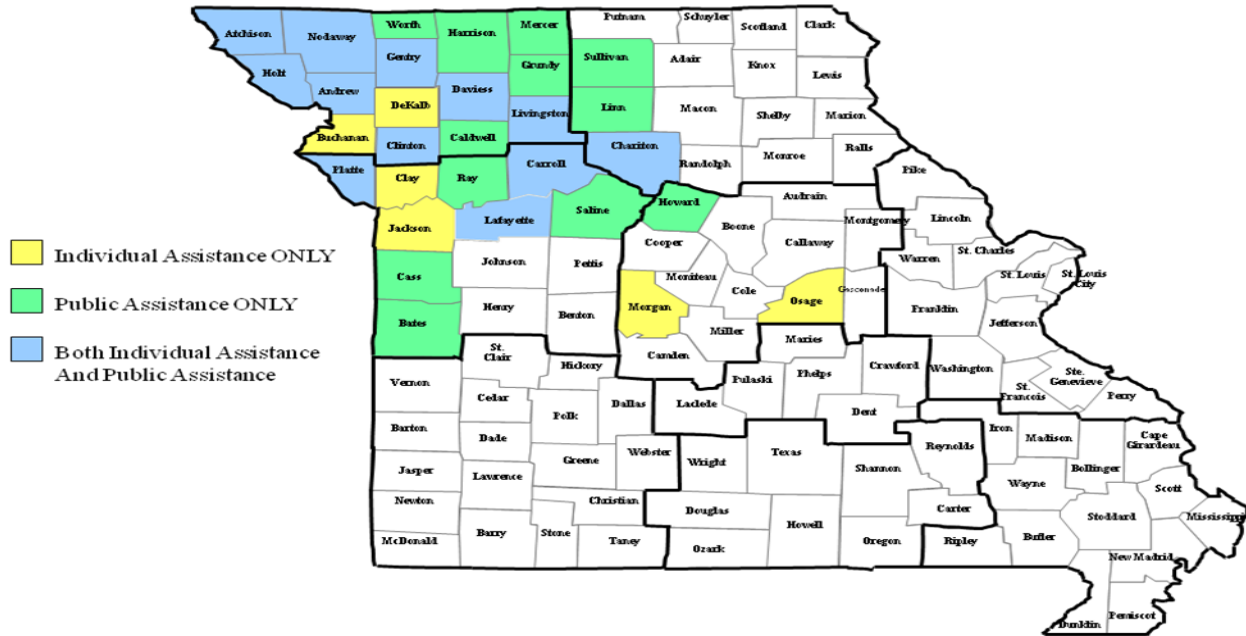 Atchison
Nodaway
Worth
Harrison
Mercer
Putnam
Schuyler
Scotland
Clark
Holt
Gentry
Grundy
Sullivan
Adair
Knox
Lewis
Andrew
DeKalb
Daviess
Livingston
Linn
Macon
Shelby
Marion
Buchanan
Clinton
Caldwell
Chariton
Randolph
Monroe
Ralls
Platte
Clay
Ray
Carroll
Pike
Jackson
Lafayette
Saline
Howard
Boone
Audrain
Montgomery
Lincoln
Individual Assistance ONLY
Public Assistance ONLY
Both Individual Assistance
And Public Assistance
Cass
Johnson
Pettis
Cooper
Moniteau
Callaway
Warren
St. Charles
St. Louis
St. Louis
City
Bates
Henry
Benton
Morgan
Cole
Osage
Gasconade
Franklin
Jefferson
Miller
Camden
Maries
Vernon
St.
Clair
Hickory
Pulaski
Phelps
Crawford
Washington
St.
Francois
Ste.
Genevieve
Perry
Cedar
Polk
Dallas
Laclede
Dent
Barton
Dade
Greene
Webster
Wright
Texas
Reynolds
Iron
Madison
Cape
Girardeau
Jasper
Lawrence
Shannon
Bollinger
Newton
Christian
Douglas
Carter
Wayne
Scott
McDonald
Barry
Stone
Taney
Ozark
Howell
Oregon
Ripley
Butler
Stoddard
Mississippi
New Madrid
Dunklin
Pemiscot